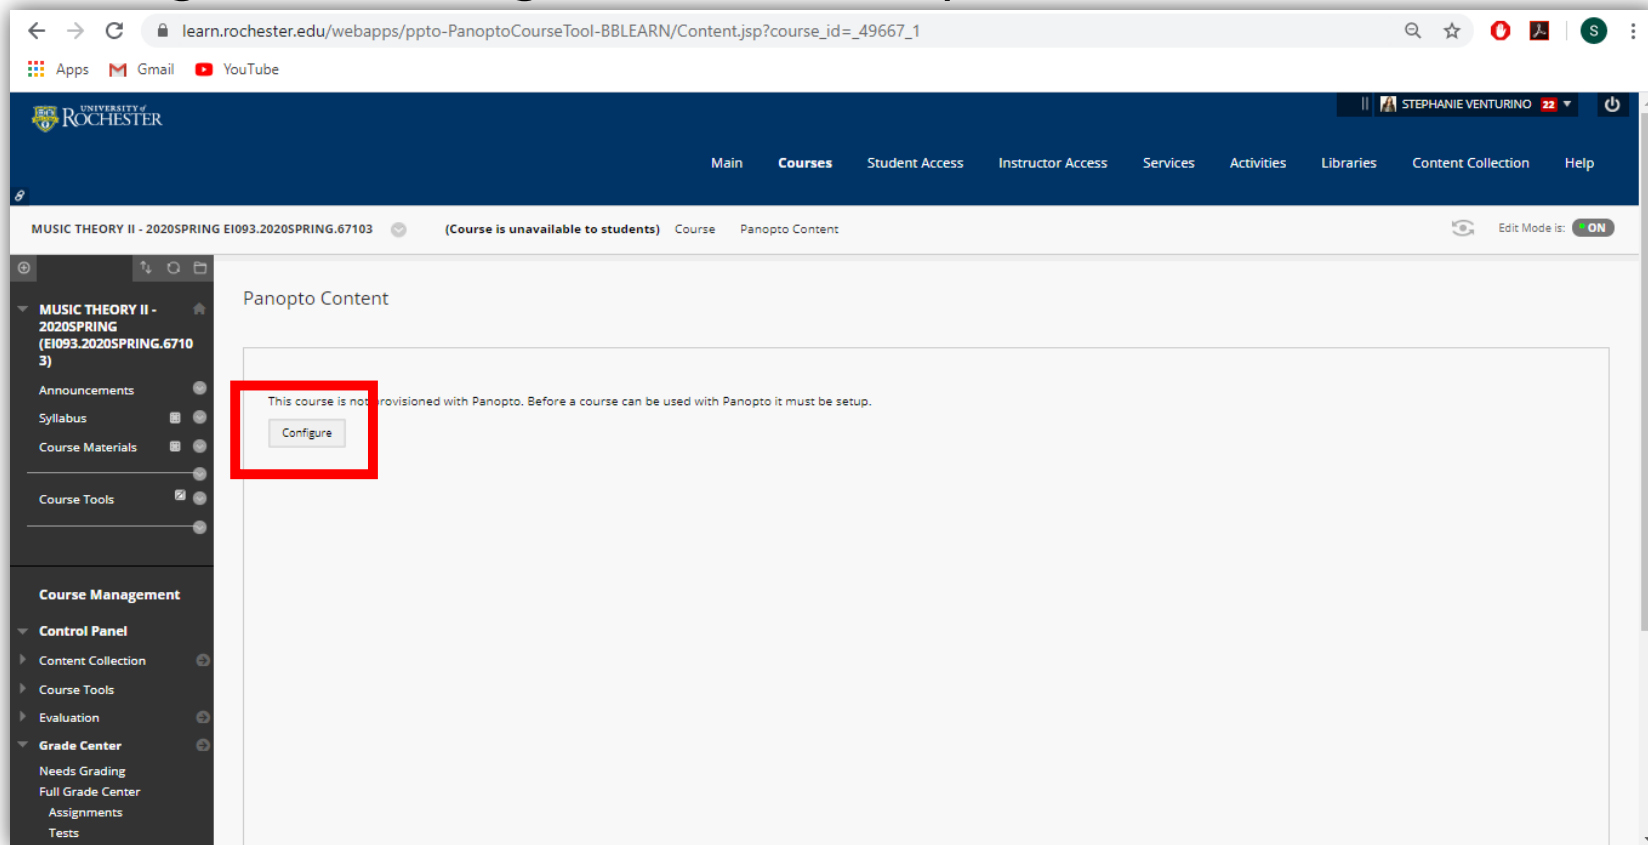 learn.rochester.edu/webapps/ppto-PanoptoCourseTool-BBLEARN/Content.jsp?course_id=_49667_1
S
Apps Gmail YouTube
UNIVERSITY of
ROCHESTER
STEPHANIE VENTURINO 22
Main Courses Student Access Instructor Access Services Activities Libraries Content Collection Help
MUSIC THEORY II - 2020SPRING EI093.2020SPRING.67103 (Course is unavailable to students) Course Panopto Content Edit Mode is: ON
Panopto Content
This course is not provisioned with Panopto. Before a course can be used with Panopto it must be setup.
Configure
MUSIC THEORY II -
2020SPRING
(EI093.2020SPRING.6710
3)
Announcements
Syllabus
Course Materials
Course Tools
Course Management
Control Panel
Content Collection
Course Tools
Evaluation
Grade Center
Needs Grading
Full Grade Center
Assignments
Tests